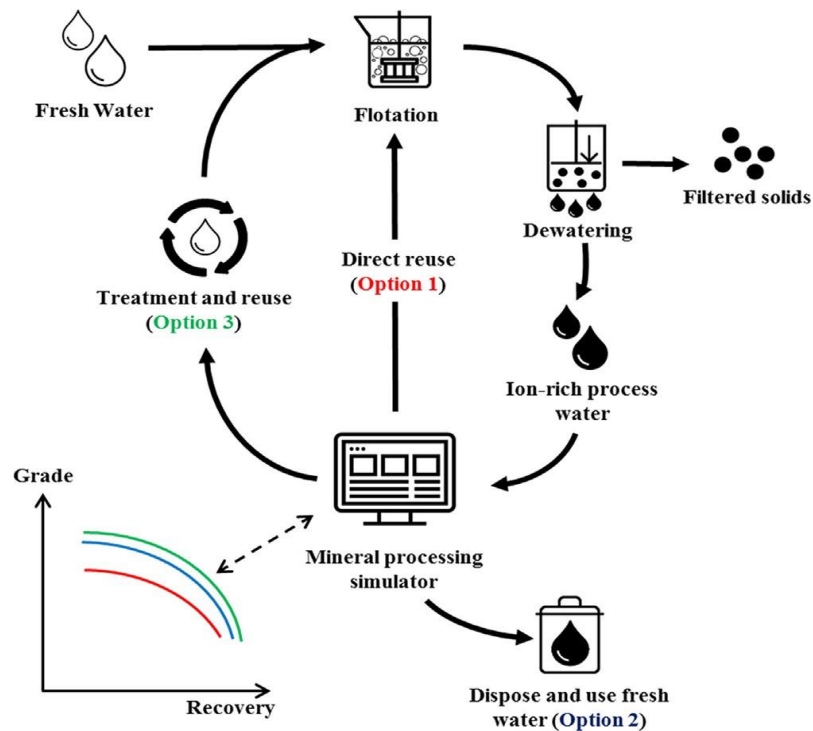 Fresh Water
Flotation
Dewatering
Filtered solids
Direct reuse
(Option 1)
Treatment and reuse
(Option 3)
Ion-rich process
water
Mineral processing
simulator
Grade
Recovery
Dispose and use fresh
water (Option 2)